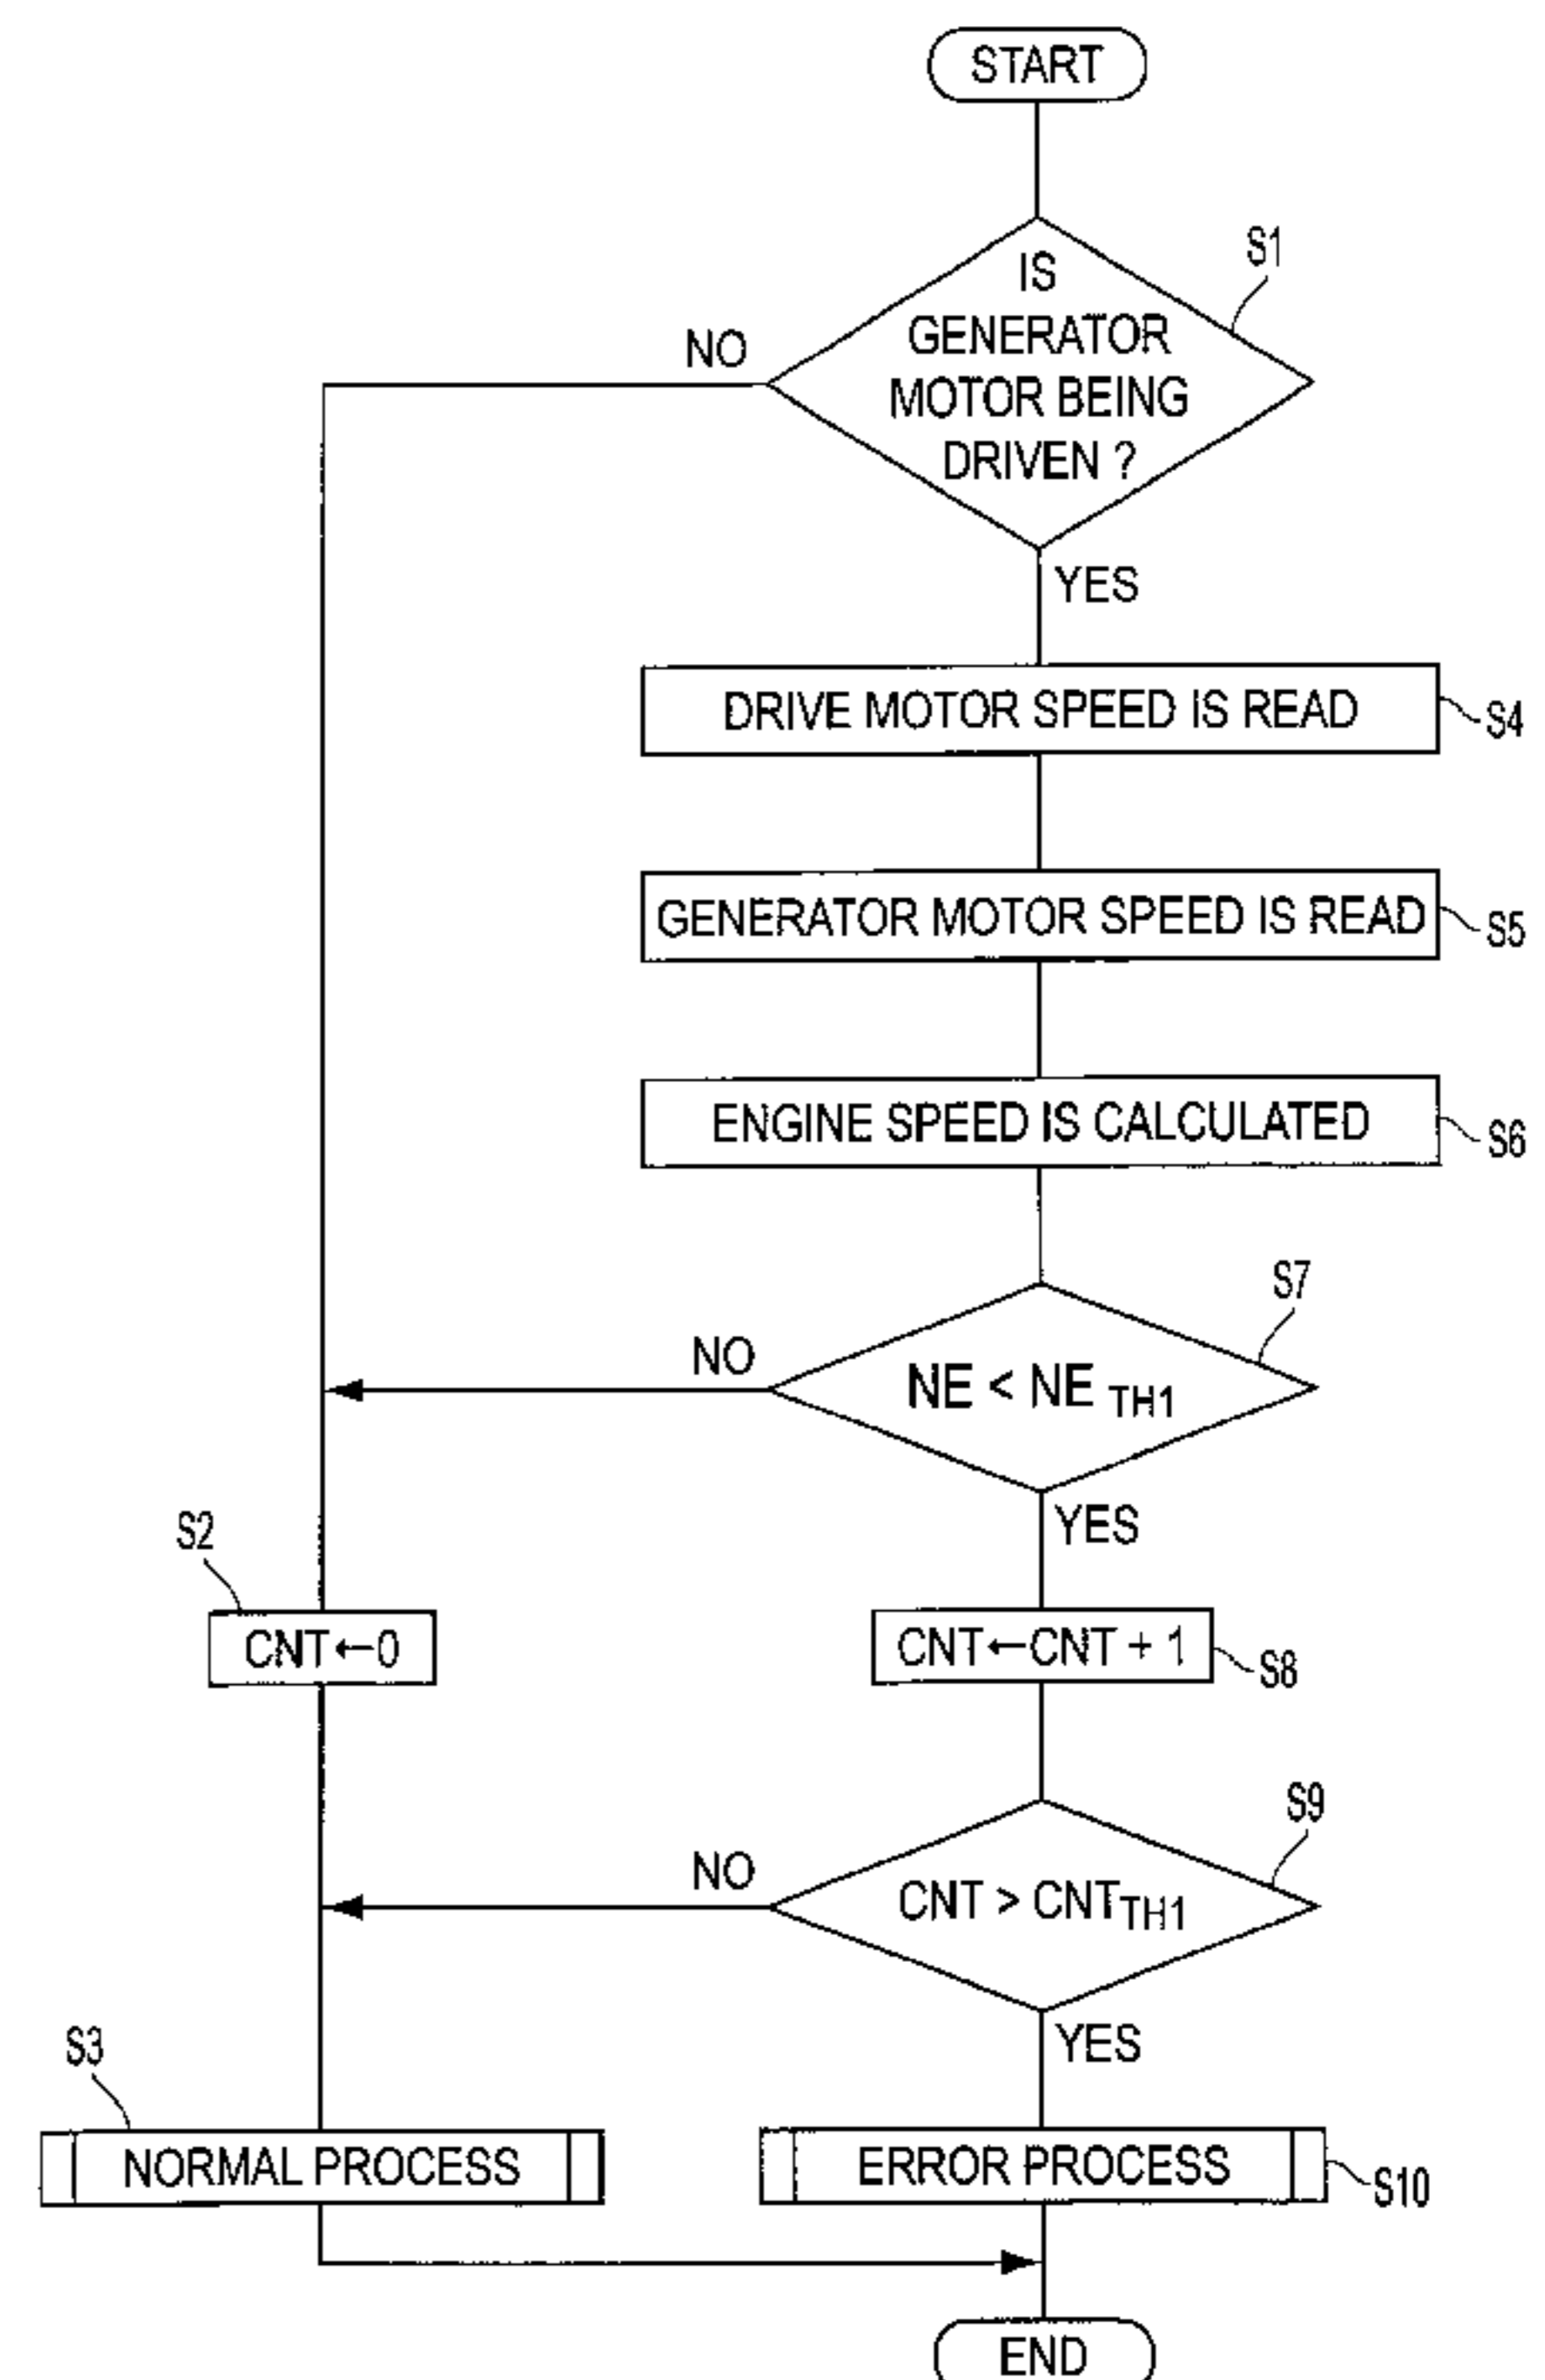 START
S1
IS
GENERATOR
MOTOR BEING
DRIVEN ?
NO
YES
DRIVE MOTOR SPEED IS READ
S4
GENERATOR MOTOR SPEED IS READ
S5
ENGINE SPEED IS CALCULATED
S6
S7
NO
NE < NE TH1
YES
S2
CNT←0
CNT←CNT + 1
S8
S9
NO
CNT > CNTTH1
YES
S3
NORMAL PROCESS
ERROR PROCESS
S10
END